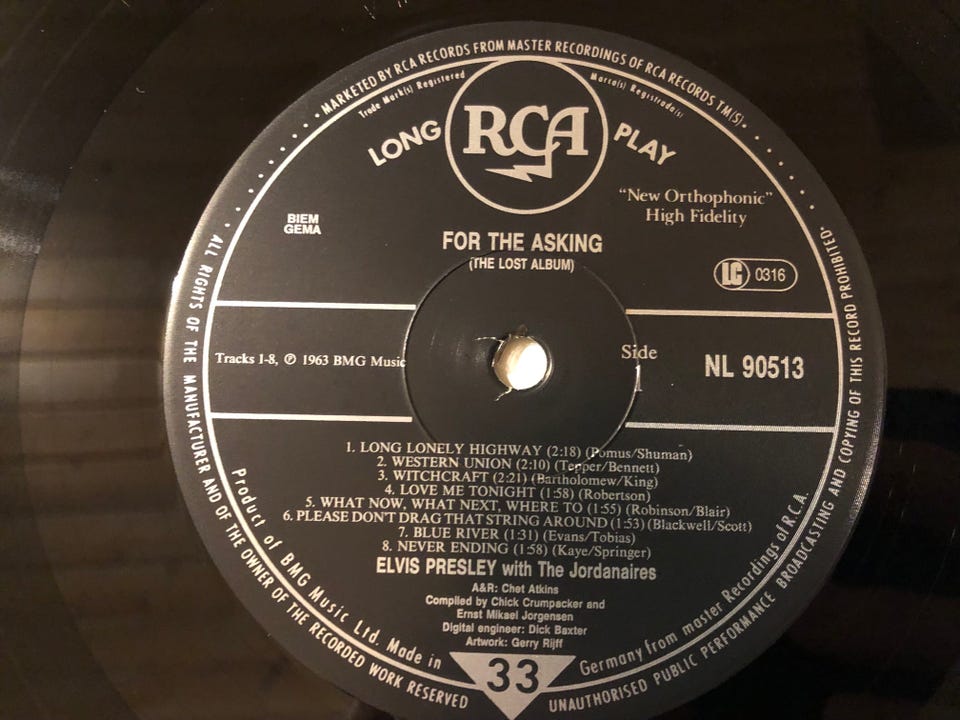 MARKETED BY RCA RECORDS FROM MASTER RECORDINGS OF RCA RECORDS TM(S)
Trade Mark(s) Registered
Marca(s) Registrada(s)
LONG RCA PLAY
"New Orthophonic"
High Fidelity
BIEM
GEMA
FOR THE ASKING
(THE LOST ALBUM)
LC 0316
Tracks 1-8, ℗ 1963 BMG Music
Side
1
NL 90513
1. LONG LONELY HIGHWAY (2:18) (Pomus/Shuman)
2. WESTERN UNION (2:10) (Tepper/Bennett)
3. WITCHCRAFT (2:21) (Bartholomew/King)
4. LOVE ME TONIGHT (1:58) (Robertson)
5. WHAT NOW, WHAT NEXT, WHERE TO (1:55) (Robinson/Blair)
6. PLEASE DON'T DRAG THAT STRING AROUND (1:53) (Blackwell/Scott)
7. BLUE RIVER (1:31) (Evans/Tobias)
8. NEVER ENDING (1:58) (Kaye/Springer)
ELVIS PRESLEY with The Jordanaires
A&R: Chet Atkins
Compiled by Chick Crumpacker and
Ernst Mikael Jorgensen
Digital engineer: Dick Baxter
Artwork: Gerry Rijff
33
Product of BMG Music Ltd. Made in Germany from master Recordings of R.C.A.
ALL RIGHTS OF THE MANUFACTURER AND OF THE OWNER OF THE RECORDED WORK RESERVED
UNAUTHORISED PUBLIC PERFORMANCE BROADCASTING AND COPYING OF THIS RECORD PROHIBITED